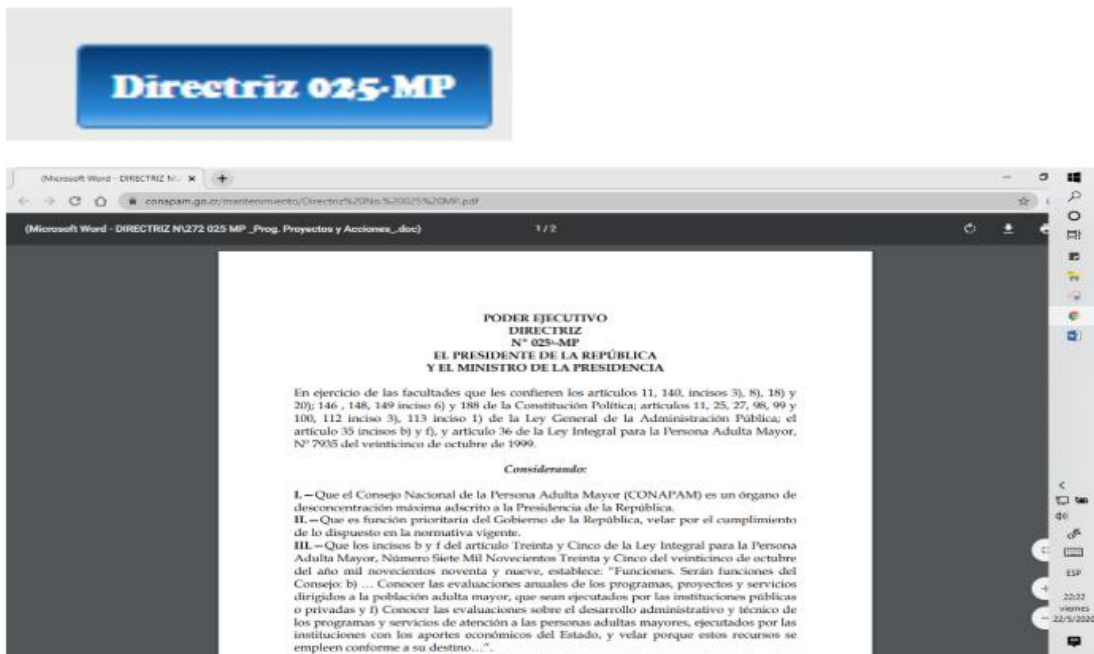 Directriz 025-MP
(Microsoft Word - DIRECTRIZ N...
conapam.go.cr/mantenimiento/Directriz%20No.%20025%20MP.pdf
(Microsoft Word - DIRECTRIZ N\272 025 MP _Prog. Proyectos y Acciones_.doc)
1 / 2
PODER EJECUTIVO
DIRECTRIZ
N° 025-MP
EL PRESIDENTE DE LA REPÚBLICA
Y EL MINISTRO DE LA PRESIDENCIA
En ejercicio de las facultades que les confieren los artículos 11, 140, incisos 3), 8), 18) y
20); 146 , 148, 149 inciso 6) y 188 de la Constitución Política; artículos 11, 25, 27, 98, 99 y
100, 112 inciso 3), 113 inciso 1) de la Ley General de la Administración Pública; el
artículo 35 incisos b) y f), y artículo 36 de la Ley Integral para la Persona Adulta Mayor,
N° 7935 del veinticinco de octubre de 1999.
Considerando:
I.—Que el Consejo Nacional de la Persona Adulta Mayor (CONAPAM) es un órgano de
desconcentración máxima adscrito a la Presidencia de la República.
II.—Que es función prioritaria del Gobierno de la República, velar por el cumplimiento
de lo dispuesto en la normativa vigente.
III.—Que los incisos b y f del artículo Treinta y Cinco de la Ley Integral para la Persona
Adulta Mayor, Número Siete Mil Novecientos Treinta y Cinco del veinticinco de octubre
del año mil novecientos noventa y nueve, establece: "Funciones. Serán funciones del
Consejo: b) … Conocer las evaluaciones anuales de los programas, proyectos y servicios
dirigidos a la población adulta mayor, que sean ejecutados por las instituciones públicas
o privadas y f) Conocer las evaluaciones sobre el desarrollo administrativo y técnico de
los programas y servicios de atención a las personas adultas mayores, ejecutados por las
instituciones con los aportes económicos del Estado, y velar porque estos recursos se
empleen conforme a su destino…".
ESP
22:22
viernes
22/5/2020